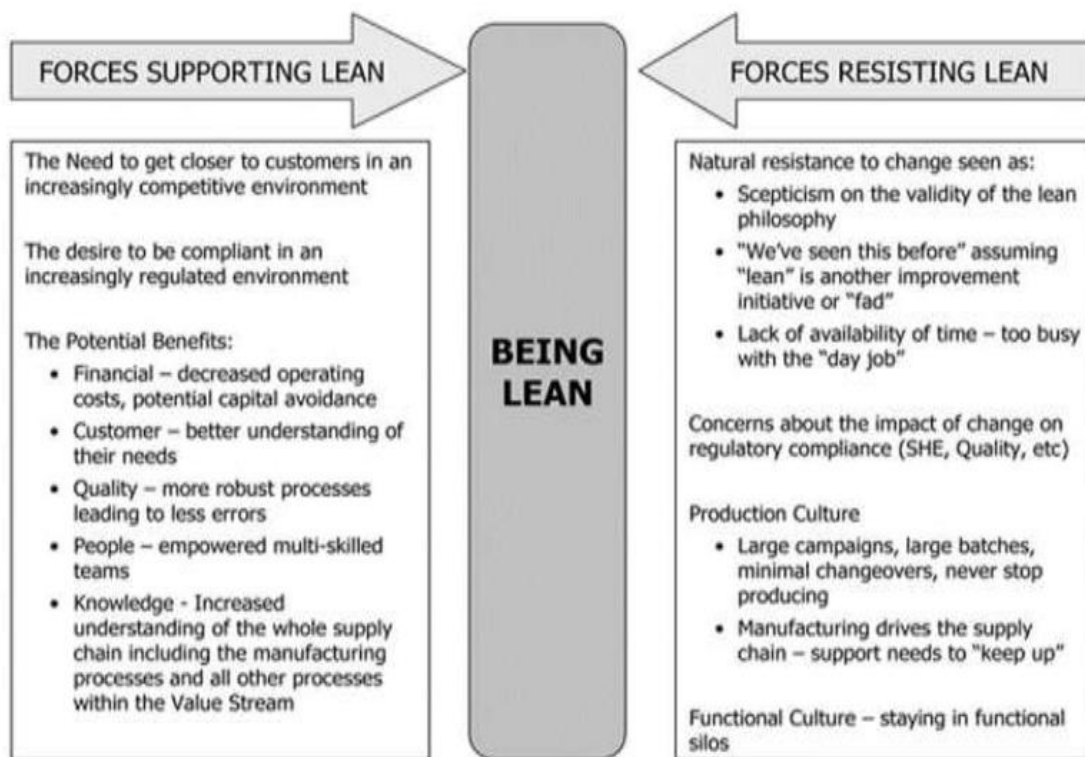 FORCES SUPPORTING LEAN
The Need to get closer to customers in an
increasingly competitive environment
The desire to be compliant in an
increasingly regulated environment
The Potential Benefits:
• Financial – decreased operating
costs, potential capital avoidance
• Customer – better understanding of
their needs
• Quality – more robust processes
leading to less errors
• People – empowered multi-skilled
teams
• Knowledge - Increased
understanding of the whole supply
chain including the manufacturing
processes and all other processes
within the Value Stream
BEING
LEAN
FORCES RESISTING LEAN
Natural resistance to change seen as:
• Scepticism on the validity of the lean
philosophy
• "We've seen this before" assuming
"lean" is another improvement
initiative or "fad"
• Lack of availability of time – too busy
with the "day job"
Concerns about the impact of change on
regulatory compliance (SHE, Quality, etc)
Production Culture
• Large campaigns, large batches,
minimal changeovers, never stop
producing
• Manufacturing drives the supply
chain – support needs to "keep up"
Functional Culture – staying in functional
silos